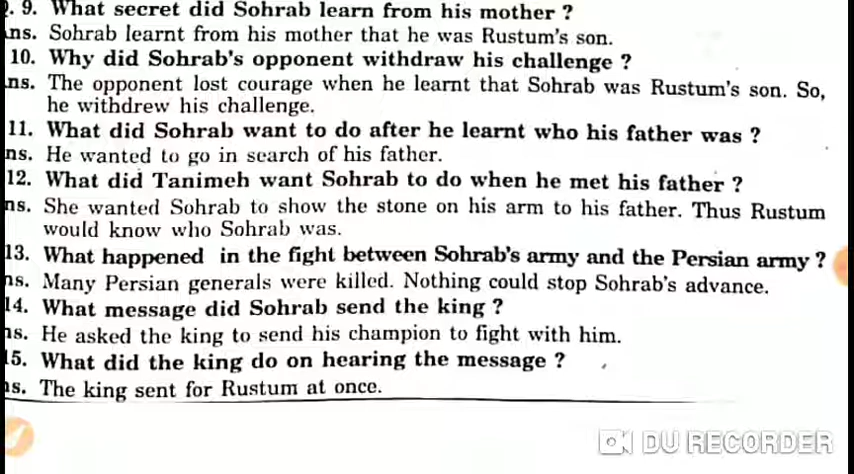 . 9. What secret did Sohrab learn from his mother ?
ns. Sohrab learnt from his mother that he was Rustum's son.
10. Why did Sohrab's opponent withdraw his challenge ?
ns. The opponent lost courage when he learnt that Sohrab was Rustum's son. So,
he withdrew his challenge.
11. What did Sohrab want to do after he learnt who his father was ?
ns. He wanted to go in search of his father.
12. What did Tanimeh want Sohrab to do when he met his father ?
ns. She wanted Sohrab to show the stone on his arm to his father. Thus Rustum
would know who Sohrab was.
13. What happened in the fight between Sohrab's army and the Persian army ?
ns. Many Persian generals were killed. Nothing could stop Sohrab's advance.
14. What message did Sohrab send the king ?
ns. He asked the king to send his champion to fight with him.
15. What did the king do on hearing the message ?
s. The king sent for Rustum at once.
DU RECORDER